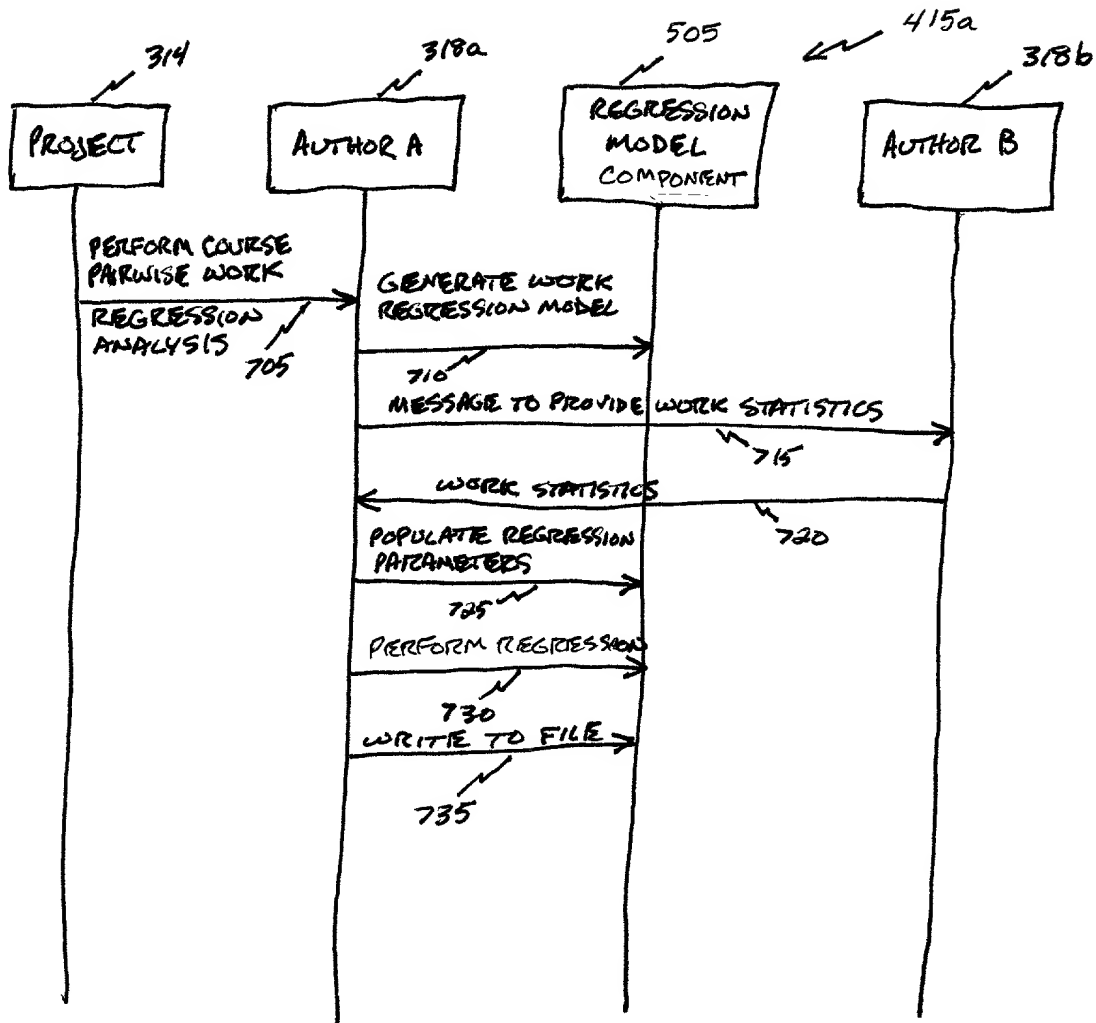 314
318a
505
415a
318b
PROJECT
AUTHOR A
REGRESSION
MODEL
COMPONENT
AUTHOR B
PERFORM COURSE
PAIRWISE WORK
REGRESSION
ANALYSIS
705
GENERATE WORK
REGRESSION MODEL
710
MESSAGE TO PROVIDE WORK STATISTICS
715
WORK STATISTICS
720
POPULATE REGRESSION
PARAMETERS
725
PERFORM REGRESSION
730
WRITE TO FILE
735